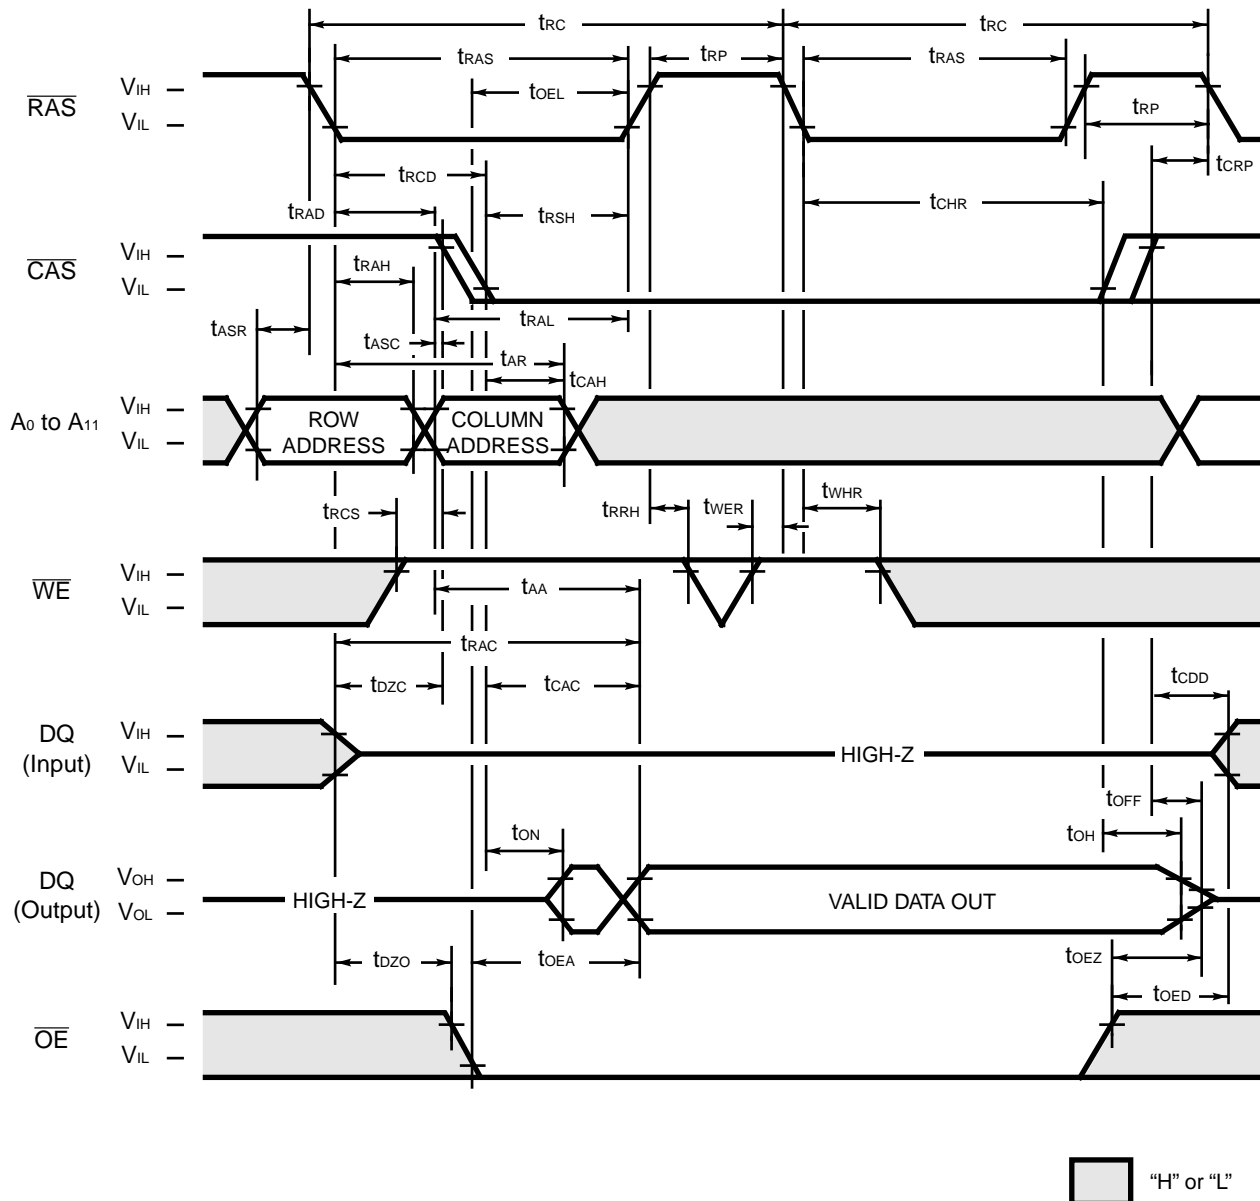 tRC tRC
tRAS tRP tRAS
tOEL
RAS VIH
VIL
tRP
tCRP
tRCD
tRAD tRSH tCHR
CAS VIH
VIL
tRAH
tASR tRAL
tASC tAR
tCAH
A0 to A11 VIH
VIL
ROW
ADDRESS
COLUMN
ADDRESS
tRCS tRRH tWER tWHR
WE VIH
VIL
tAA
tRAC
tDZC tCAC tCDD
DQ
(Input)
VIH
VIL
HIGH-Z
tOFF
tON tOH
DQ
(Output)
VOH
VOL
HIGH-Z VALID DATA OUT
tDZO tOEA tOEZ
tOED
OE VIH
VIL
“H” or “L”